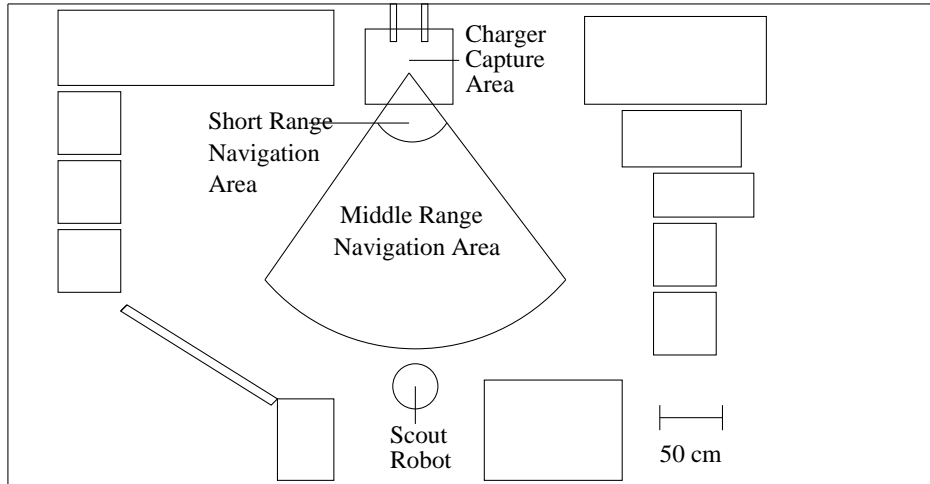 Charger
Capture
Area
Short Range
Navigation
Area
Middle Range
Navigation Area
Scout
Robot
50 cm